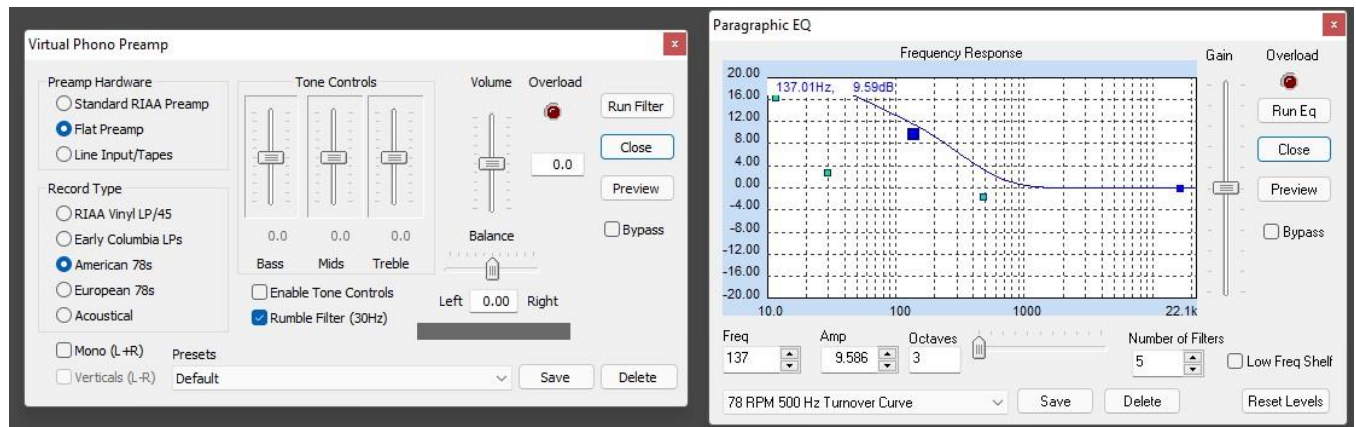 Virtual Phono Preamp
x
Preamp Hardware
Standard RIAA Preamp
Flat Preamp
Line Input/Tapes
Record Type
RIAA Vinyl LP/45
Early Columbia LPs
American 78s
European 78s
Acoustical
Mono (L+R)
Verticals (L-R)
Tone Controls
0.0 0.0 0.0
Bass Mids Treble
Enable Tone Controls
Rumble Filter (30Hz)
Volume Overload
0.0
Balance
Left 0.00 Right
Run Filter
Close
Preview
Bypass
Presets
Default
Save Delete
Paragraphic EQ
x
Frequency Response
137.01Hz, 9.59dB
20.00
16.00
12.00
8.00
4.00
0.00
-4.00
-8.00
-12.00
-16.00
-20.00
10.0 100 1000 22.1k
Gain Overload
Run Eq
Close
Preview
Bypass
Freq Amp Octaves Number of Filters
137 9.586 3 5
Low Freq Shelf
78 RPM 500 Hz Turnover Curve Save Delete Reset Levels